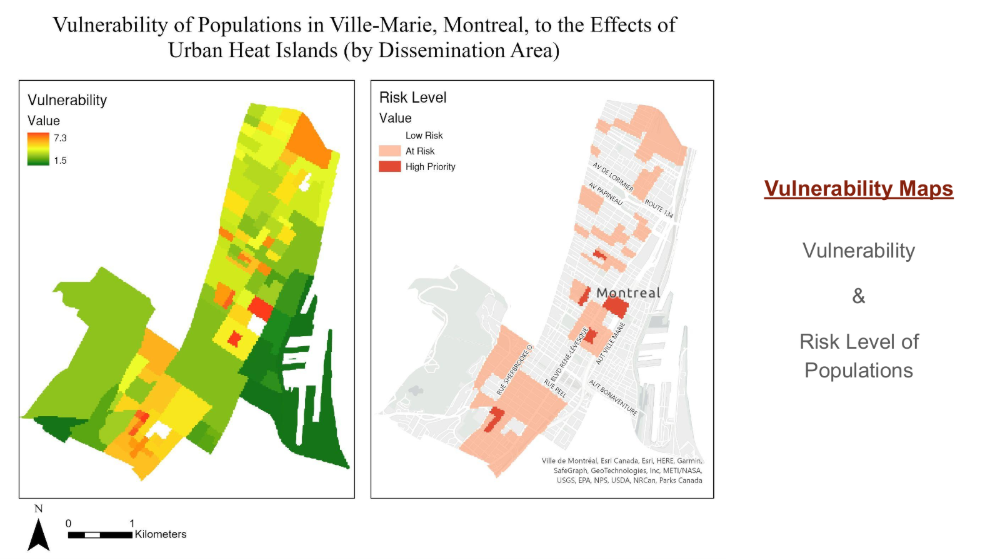 Vulnerability of Populations in Ville-Marie, Montreal, to the Effects of
Urban Heat Islands (by Dissemination Area)
Vulnerability
Value
7.3
1.5
Risk Level
Value
Low Risk
At Risk
High Priority
AV DE LORIMIER
AV PAPINEAU
ROUTE 134
Montreal
RUE SHERBROOKE O
BLVD RENE-LEVESQUE
AUT VILLE MARIE
RUE PEEL
AUT BONAVENTURE
Ville de Montréal, Esri Canada, Esri, HERE, Garmin,
SafeGraph, GeoTechnologies, Inc, METI/NASA,
USGS, EPA, NPS, USDA, NRCan, Parks Canada
N
0 1
Kilometers
Vulnerability Maps
Vulnerability
&
Risk Level of
Populations